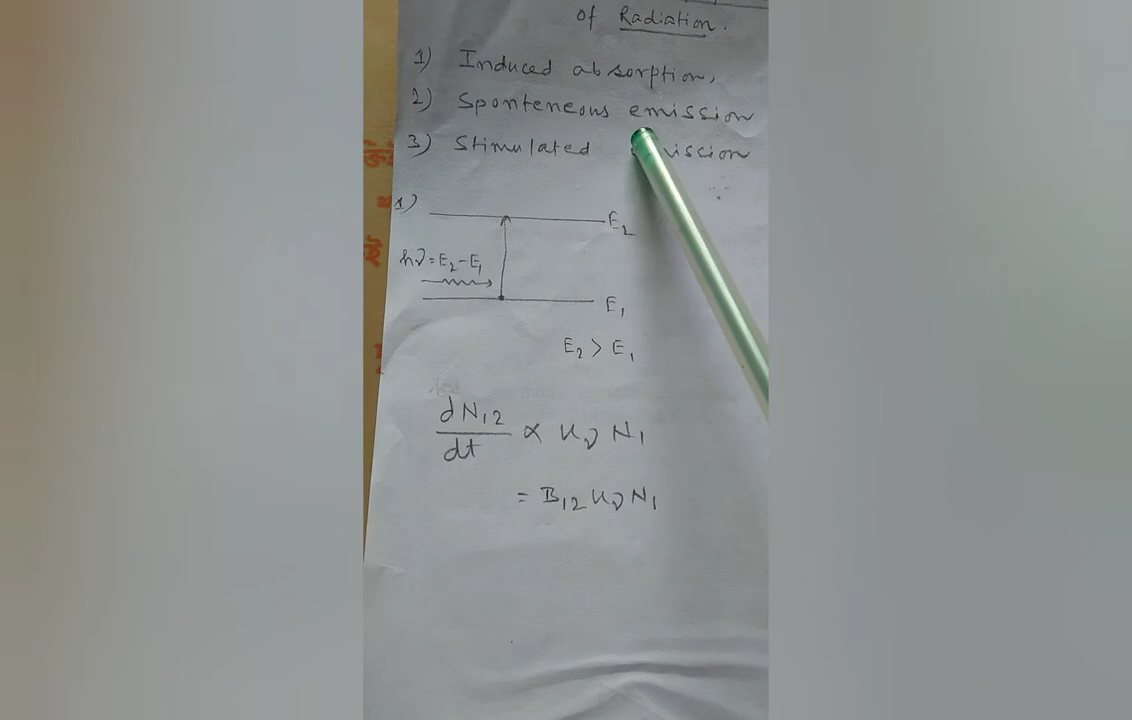 of Radiation.
1) Induced absorption,
2) Sponteneous emission
3) Stimulated
1)
E₂
hν = E₂ - E₁
E₁
E₂ > E₁
dN₁₂/dt ∝ uν N₁
= B₁₂ uν N₁